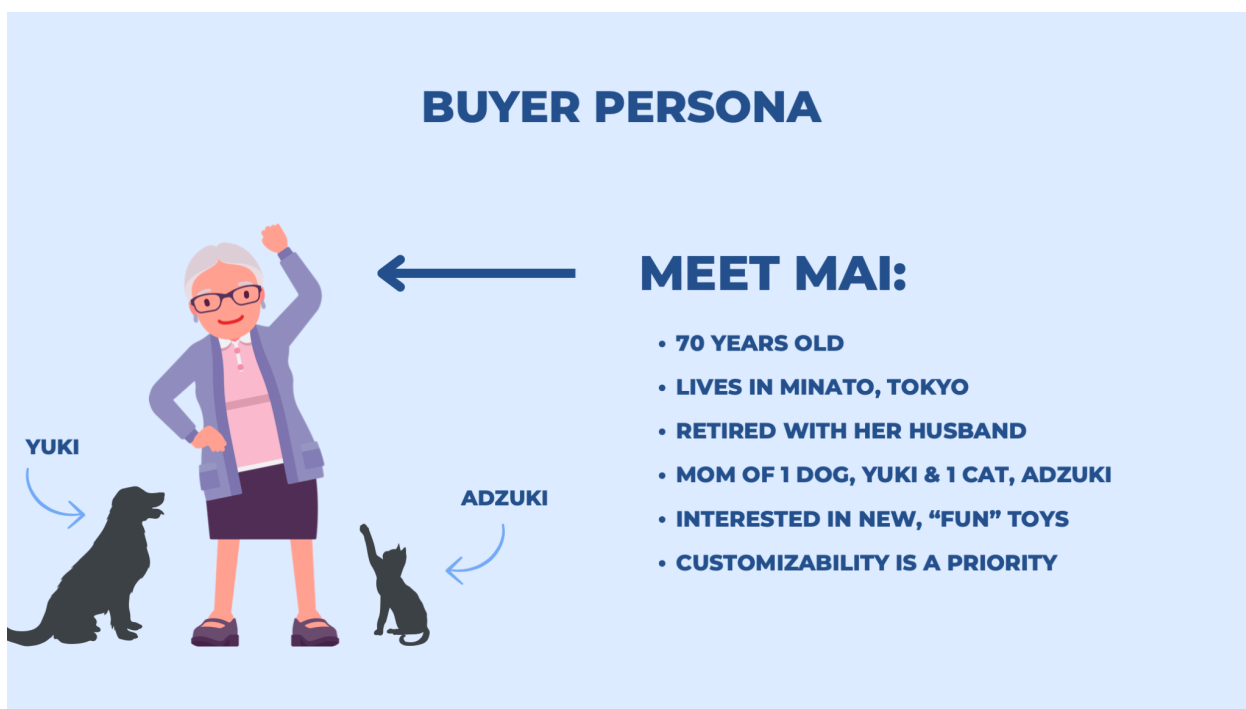 BUYER PERSONA
MEET MAI:
• 70 YEARS OLD
• LIVES IN MINATO, TOKYO
• RETIRED WITH HER HUSBAND
• MOM OF 1 DOG, YUKI & 1 CAT, ADZUKI
• INTERESTED IN NEW, “FUN” TOYS
• CUSTOMIZABILITY IS A PRIORITY
YUKI
ADZUKI